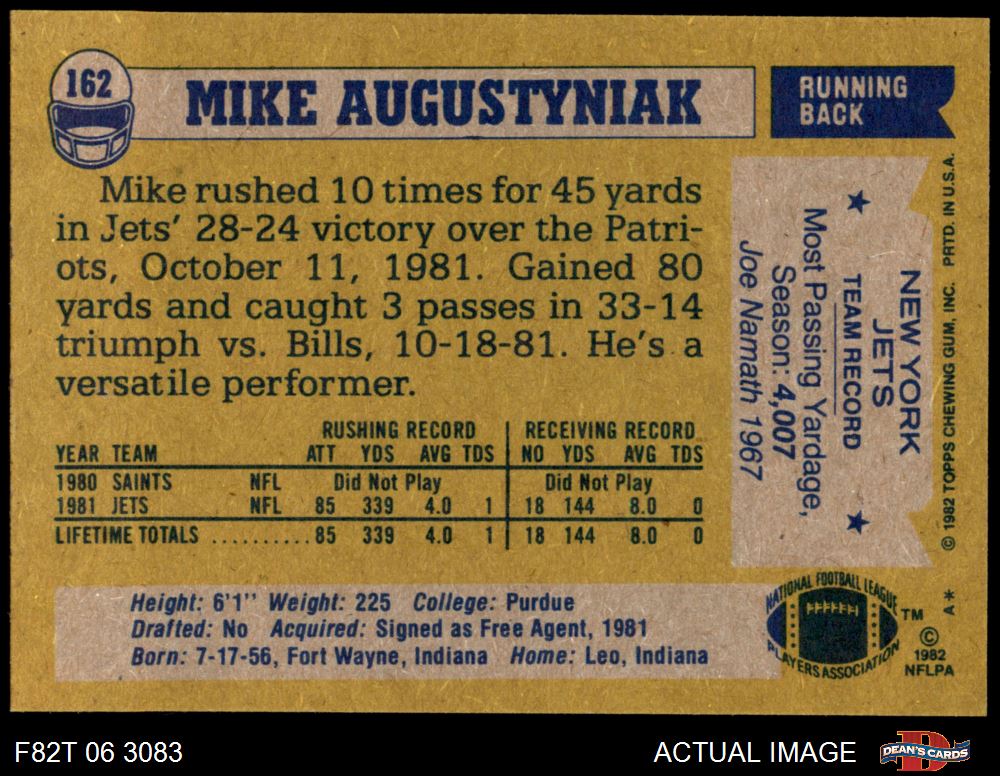 162
MIKE AUGUSTYNIAK
RUNNING
BACK
Mike rushed 10 times for 45 yards
in Jets’ 28-24 victory over the Patri-
ots, October 11, 1981. Gained 80
yards and caught 3 passes in 33-14
triumph vs. Bills, 10-18-81. He’s a
versatile performer.
RUSHING RECORD RECEIVING RECORD
YEAR TEAM ATT YDS AVG TDS NO YDS AVG TDS
1980 SAINTS NFL Did Not Play Did Not Play
1981 JETS NFL 85 339 4.0 1 18 144 8.0 0
LIFETIME TOTALS .......... 85 339 4.0 1 18 144 8.0 0
Height: 6'1'' Weight: 225 College: Purdue
Drafted: No Acquired: Signed as Free Agent, 1981
Born: 7-17-56, Fort Wayne, Indiana Home: Leo, Indiana
NEW YORK
JETS
★ TEAM RECORD ★
Most Passing Yardage,
Season: 4,007
Joe Namath 1967
© 1982 TOPPS CHEWING GUM, INC. PRTD. IN U.S.A.
A*
NATIONAL FOOTBALL LEAGUE
PLAYERS ASSOCIATION
TM
©
1982
NFLPA
F82T 06 3083
ACTUAL IMAGE
D
DEAN'S CARDS